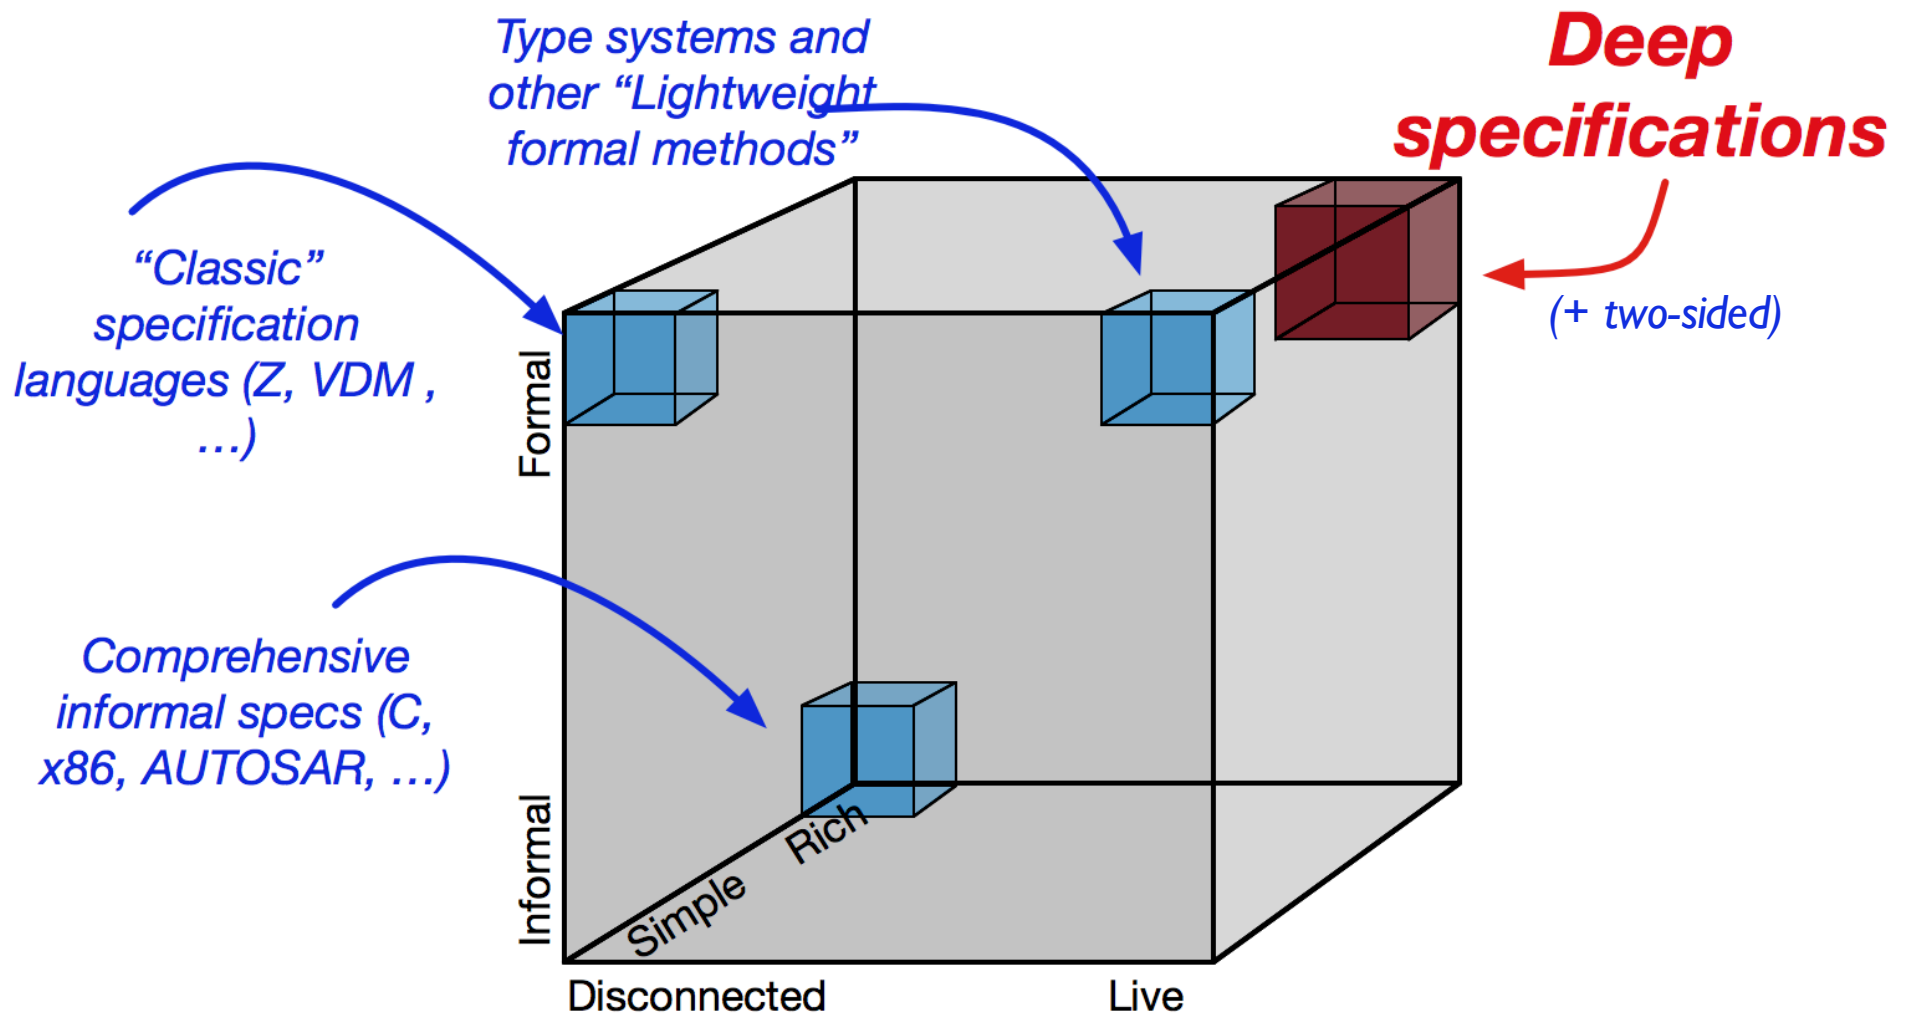 Type systems and
other “Lightweight
formal methods”
Deep
specifications
(+ two-sided)
“Classic”
specification
languages (Z, VDM ,
…)
Formal
Comprehensive
informal specs (C,
x86, AUTOSAR, …)
Informal
Simple
Rich
Disconnected
Live